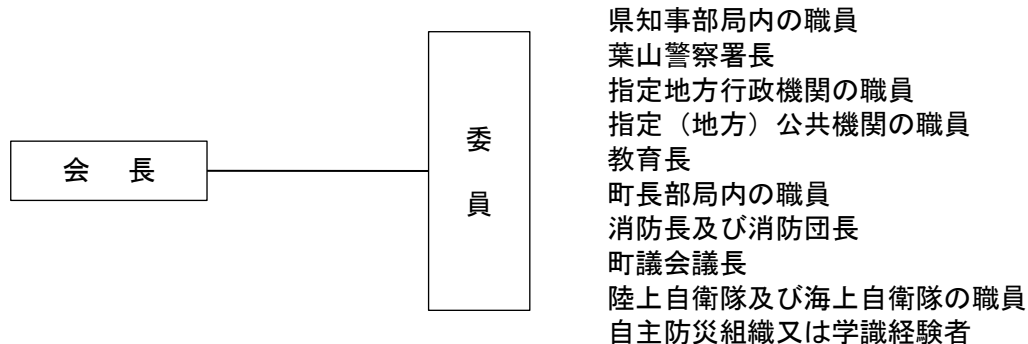 会　長
委
員
県知事部局内の職員
葉山警察署長
指定地方行政機関の職員
指定（地方）公共機関の職員
教育長
町長部局内の職員
消防長及び消防団長
町議会議長
陸上自衛隊及び海上自衛隊の職員
自主防災組織又は学識経験者